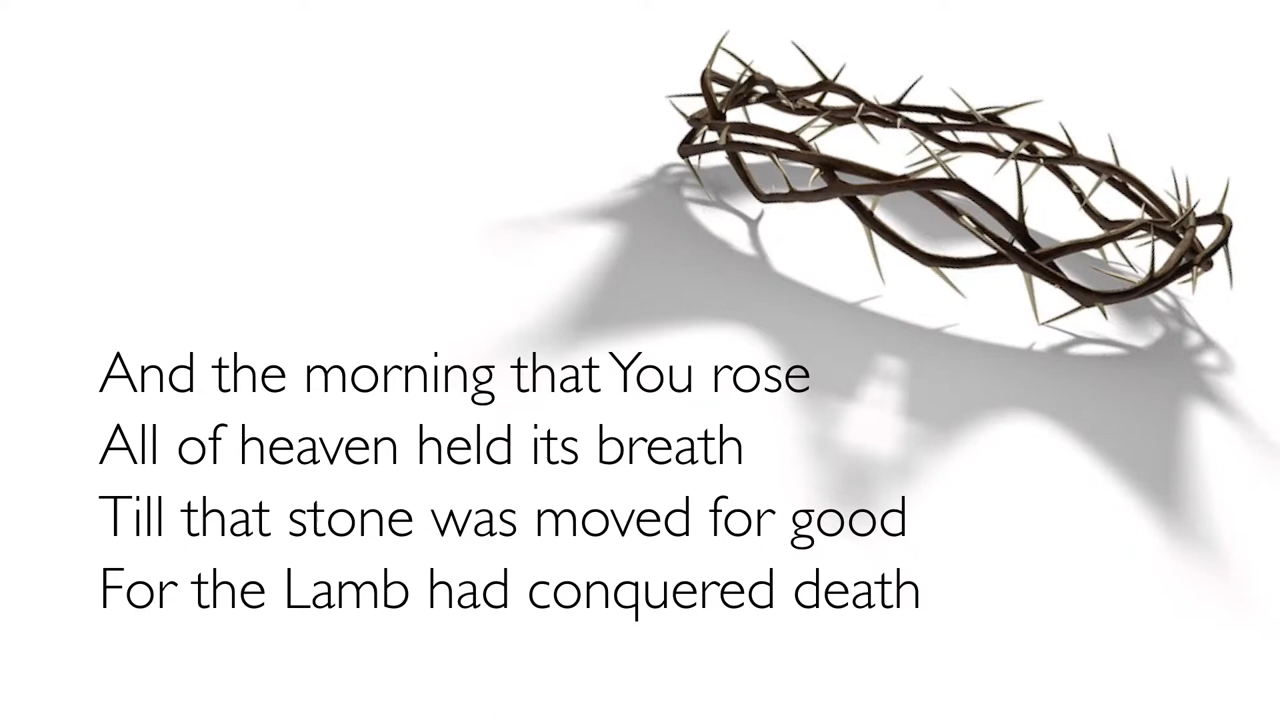 And the morning that You rose
All of heaven held its breath
Till that stone was moved for good
For the Lamb had conquered death